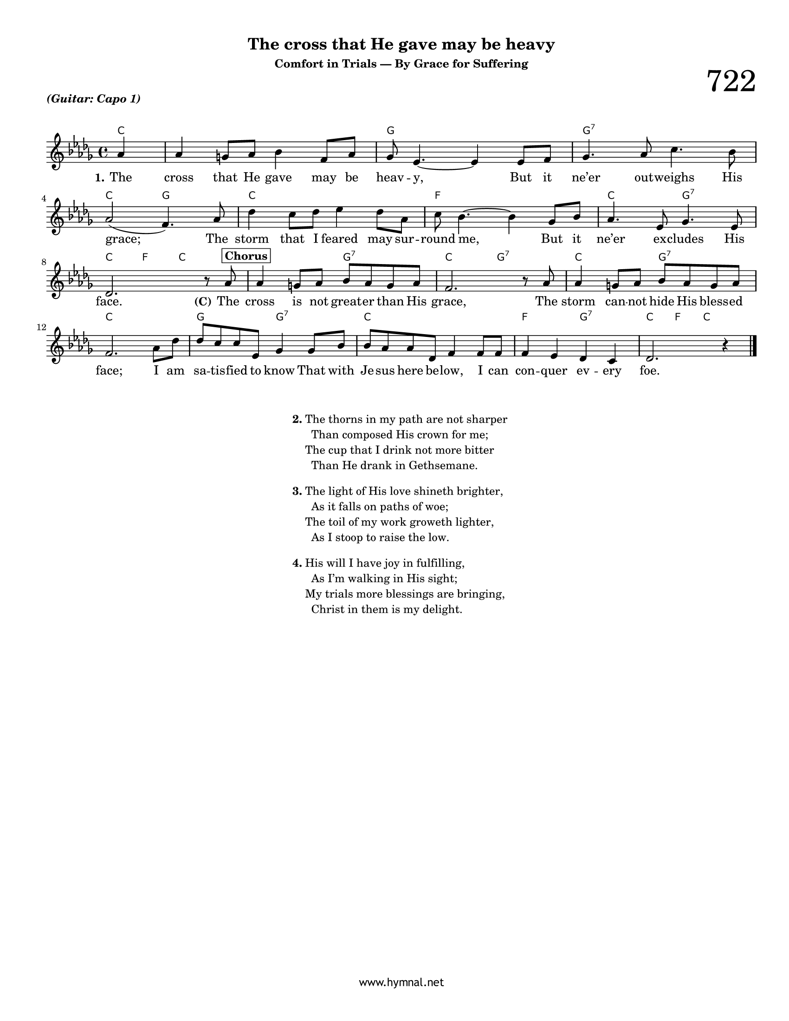 The cross that He gave may be heavy
Comfort in Trials — By Grace for Suffering
722
(Guitar: Capo 1)
C G G7
1. The cross that He gave may be heav - y, But it ne'er outweighs His
4 C G C F C G7
grace; The storm that I feared may sur - round me, But it ne'er excludes His
8 C F C Chorus G7 C G7 C G7
face. (C) The cross is not greater than His grace, The storm can-not hide His blessed
12 C G G7 C F G7 C F C
face; I am sa-tisfied to know That with Jesus here below, I can con-quer ev - ery foe.
2. The thorns in my path are not sharper
Than composed His crown for me;
The cup that I drink not more bitter
Than He drank in Gethsemane.
3. The light of His love shineth brighter,
As it falls on paths of woe;
The toil of my work groweth lighter,
As I stoop to raise the low.
4. His will I have joy in fulfilling,
As I'm walking in His sight;
My trials more blessings are bringing,
Christ in them is my delight.
www.hymnal.net